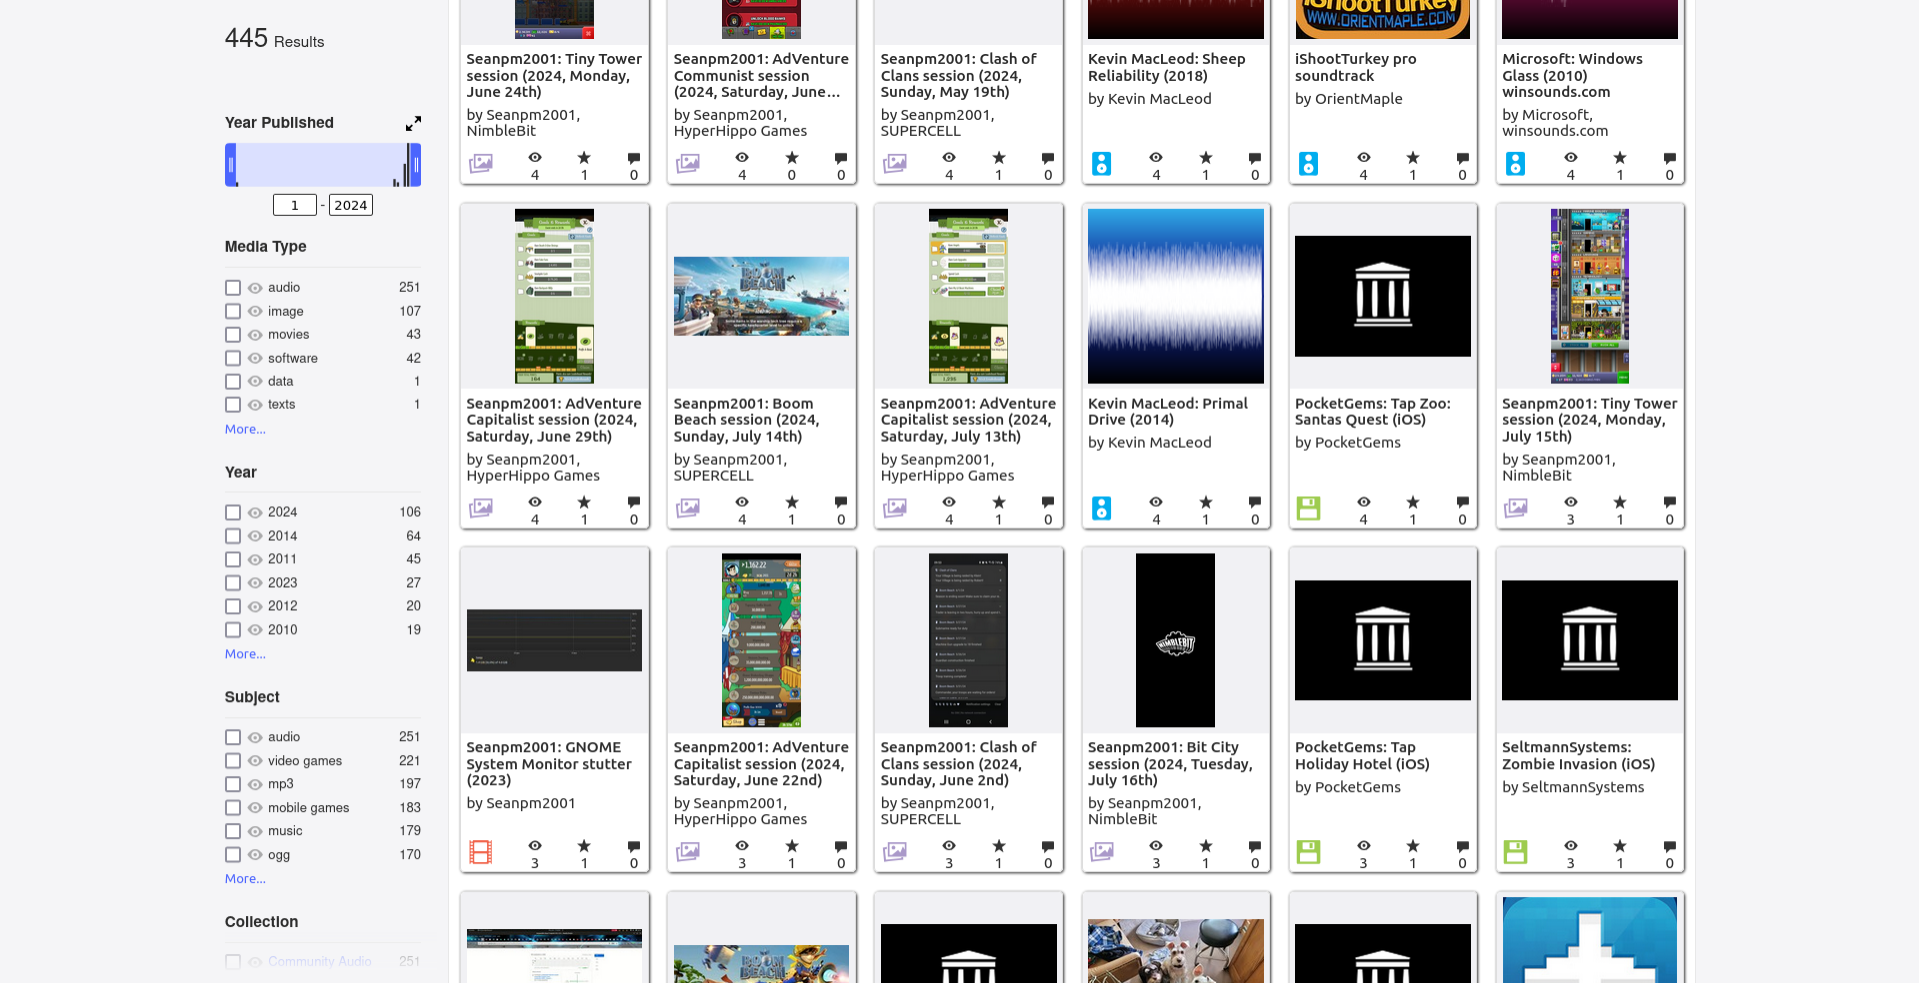 445 Results
Year Published
1 - 2024
Media Type
audio 251
image 107
movies 43
software 42
data 1
texts 1
More...
Year
2024 106
2014 64
2011 45
2023 27
2012 20
2010 19
More...
Subject
audio 251
video games 221
mp3 197
mobile games 183
music 179
ogg 170
More...
Collection
Community Audio 251
Seanpm2001: Tiny Tower
session (2024, Monday,
June 24th)
by Seanpm2001,
NimbleBit
4 1 0
Seanpm2001: AdVenture
Communist session
(2024, Saturday, June...
by Seanpm2001,
HyperHippo Games
4 0 0
Seanpm2001: Clash of
Clans session (2024,
Sunday, May 19th)
by Seanpm2001,
SUPERCELL
4 1 0
Kevin MacLeod: Sheep
Reliability (2018)
by Kevin MacLeod
4 1 0
iShootTurkey
WWW.ORIENTMAPLE.COM
iShootTurkey pro
soundtrack
by OrientMaple
4 1 0
Microsoft: Windows
Glass (2010)
winsounds.com
by Microsoft,
winsounds.com
4 1 0
Seanpm2001: AdVenture
Capitalist session (2024,
Saturday, June 29th)
by Seanpm2001,
HyperHippo Games
4 1 0
BOOM
BEACH
Seanpm2001: Boom
Beach session (2024,
Sunday, July 14th)
by Seanpm2001,
SUPERCELL
4 1 0
Seanpm2001: AdVenture
Capitalist session (2024,
Saturday, July 13th)
by Seanpm2001,
HyperHippo Games
4 1 0
Kevin MacLeod: Primal
Drive (2014)
by Kevin MacLeod
4 1 0
PocketGems: Tap Zoo:
Santas Quest (iOS)
by PocketGems
4 1 0
Seanpm2001: Tiny Tower
session (2024, Monday,
July 15th)
by Seanpm2001,
NimbleBit
3 1 0
Seanpm2001: GNOME
System Monitor stutter
(2023)
by Seanpm2001
3 1 0
Seanpm2001: AdVenture
Capitalist session (2024,
Saturday, June 22nd)
by Seanpm2001,
HyperHippo Games
3 1 0
Seanpm2001: Clash of
Clans session (2024,
Sunday, June 2nd)
by Seanpm2001,
SUPERCELL
3 1 0
NIMBLEBIT
Seanpm2001: Bit City
session (2024, Tuesday,
July 16th)
by Seanpm2001,
NimbleBit
3 1 0
PocketGems: Tap
Holiday Hotel (iOS)
by PocketGems
3 1 0
SeltmannSystems:
Zombie Invasion (iOS)
by SeltmannSystems
3 1 0
BOOM
BEACH